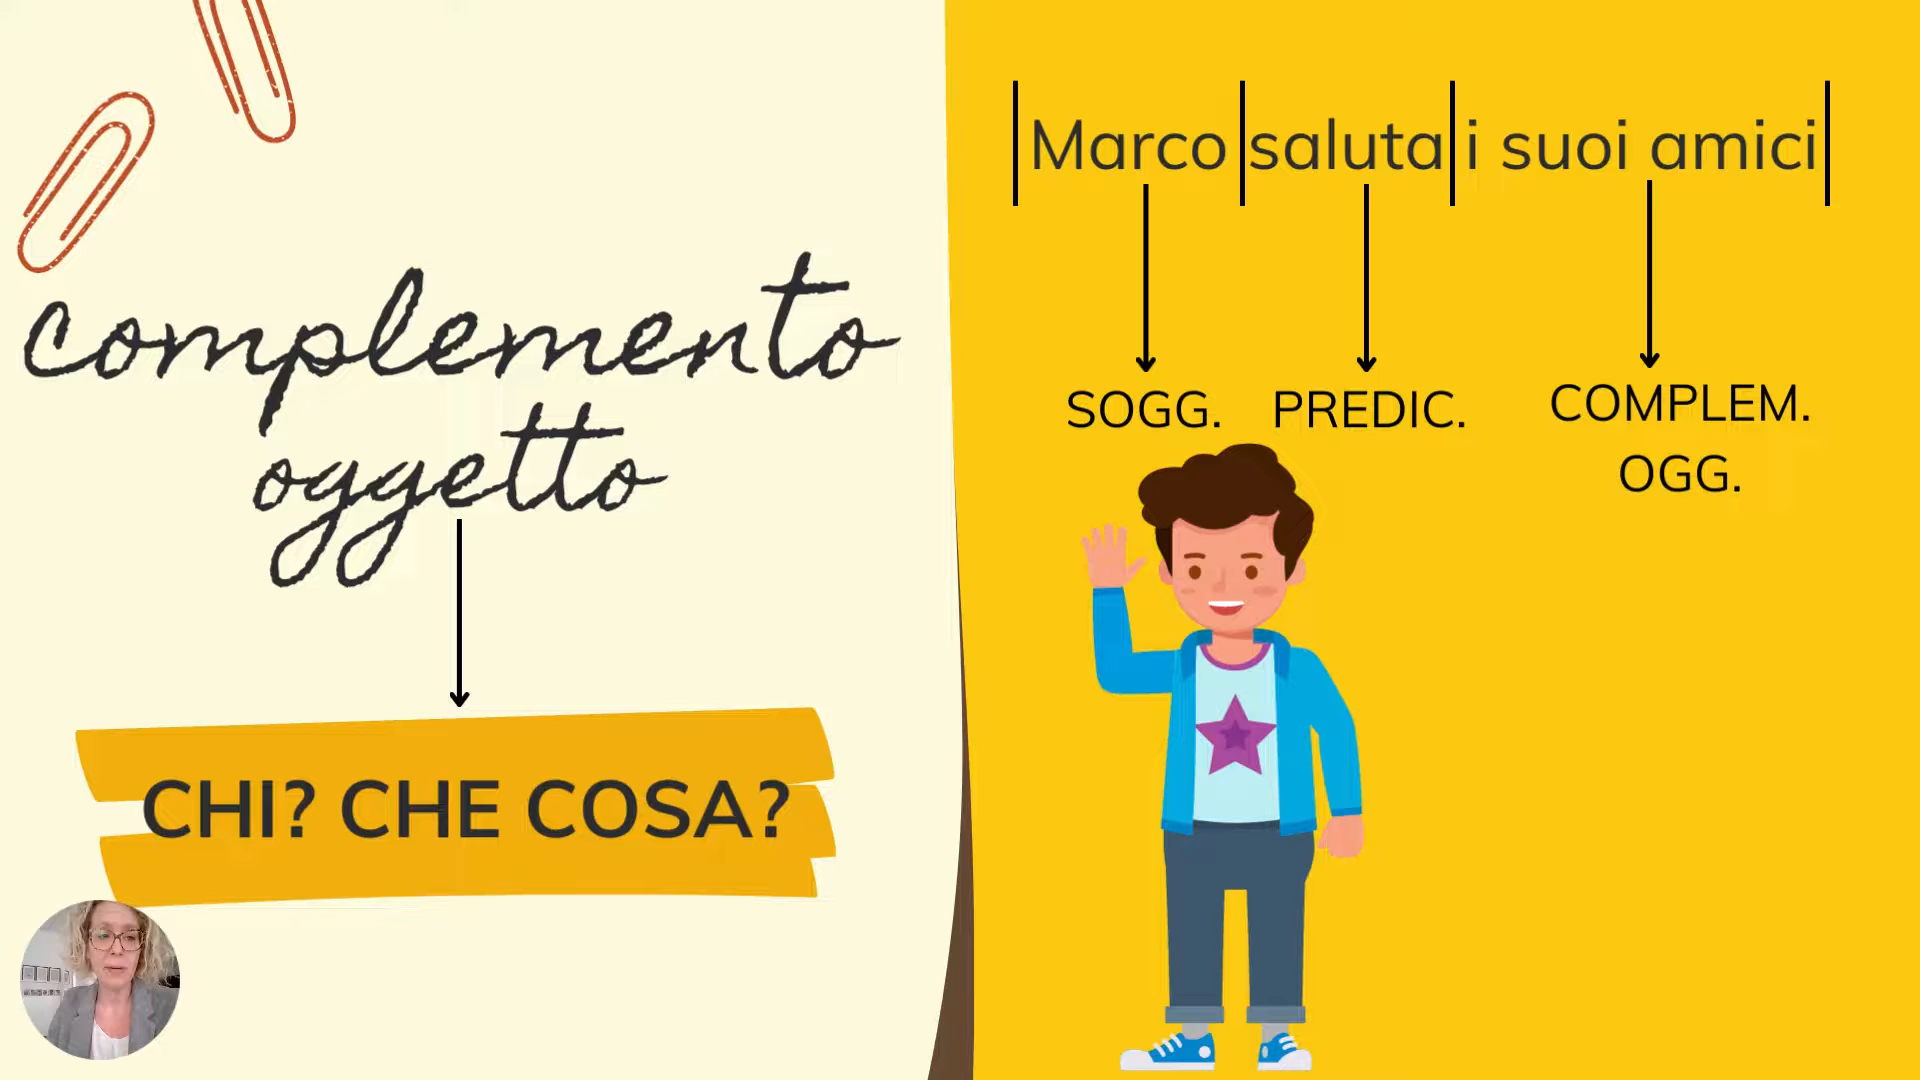 complemento
oggetto
CHI? CHE COSA?
Marco saluta i suoi amici
SOGG. PREDIC. COMPLEM.
OGG.